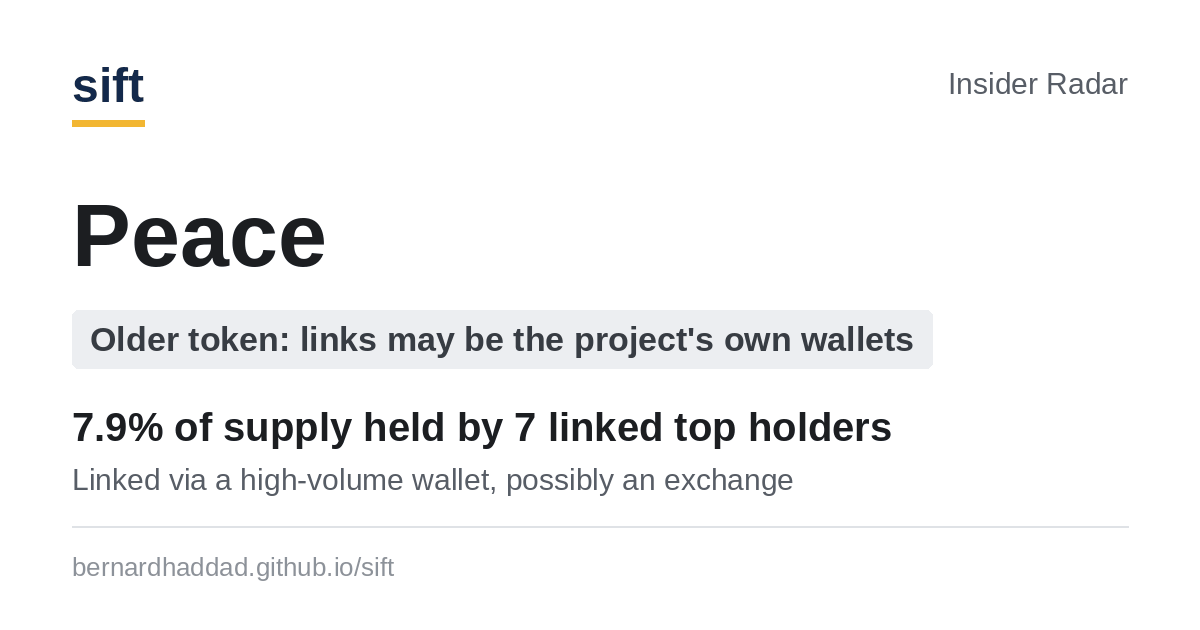 sift
Insider Radar
Peace
Older token: links may be the project's own wallets
7.9% of supply held by 7 linked top holders
Linked via a high-volume wallet, possibly an exchange
bernardhaddad.github.io/sift